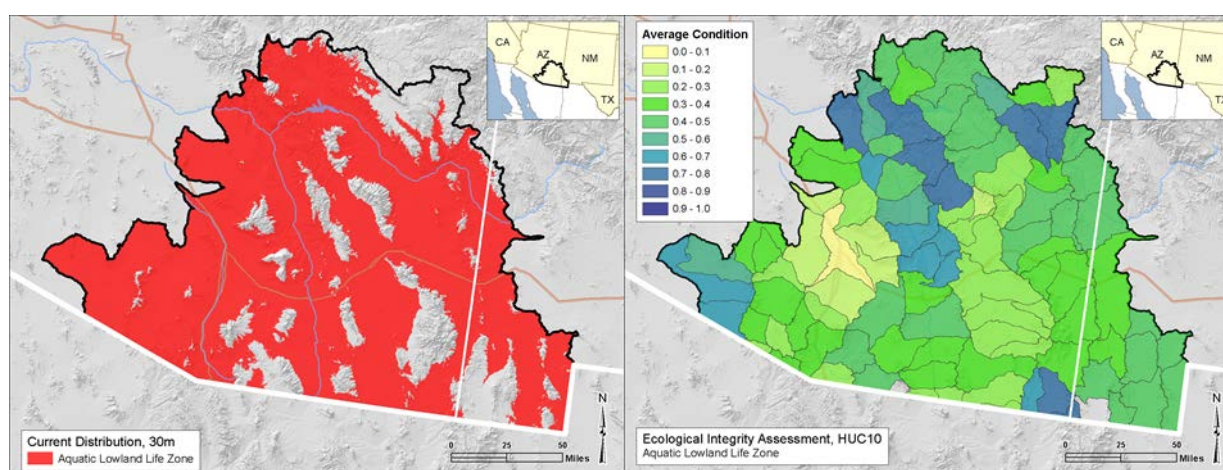 CA
AZ
NM
TX
Current Distribution, 30m
Aquatic Lowland Life Zone
N
0 25 50
Miles
Average Condition
0.0 - 0.1
0.1 - 0.2
0.2 - 0.3
0.3 - 0.4
0.4 - 0.5
0.5 - 0.6
0.6 - 0.7
0.7 - 0.8
0.8 - 0.9
0.9 - 1.0
CA
AZ
NM
TX
Ecological Integrity Assessment, HUC10
Aquatic Lowland Life Zone
N
0 25 50
Miles